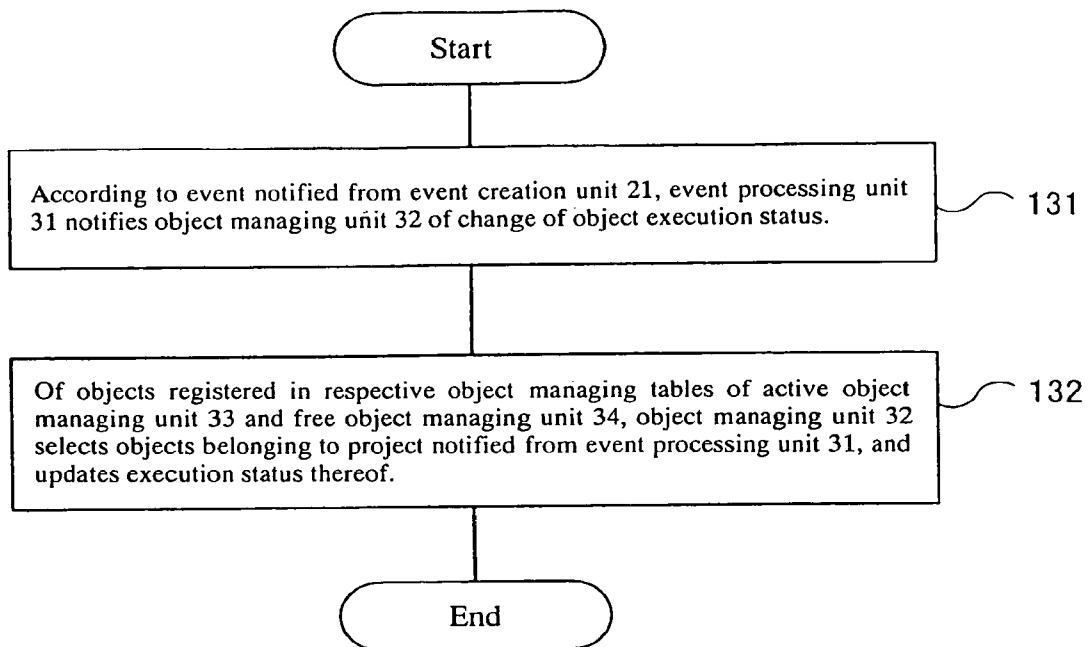 Start
According to event notified from event creation unit 21, event processing unit
31 notifies object managing unit 32 of change of object execution status.
131
Of objects registered in respective object managing tables of active object
managing unit 33 and free object managing unit 34, object managing unit 32
selects objects belonging to project notified from event processing unit 31, and
updates execution status thereof.
132
End